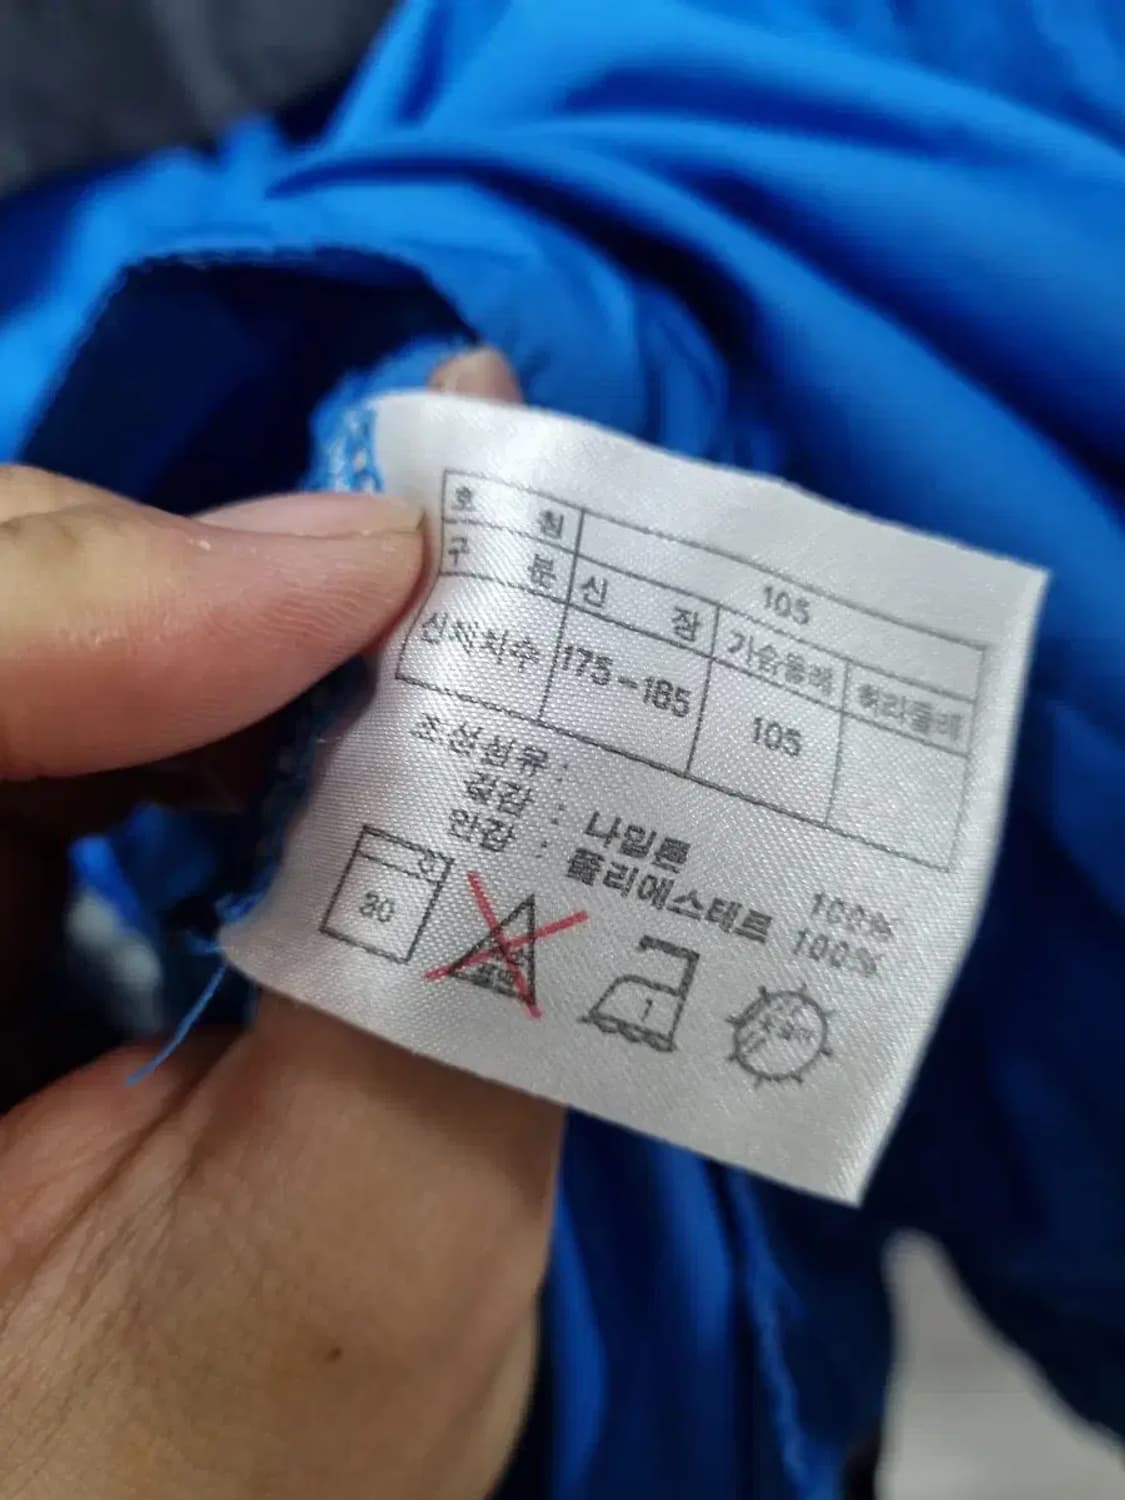 호 칭 105
구 분 신 장 가슴둘레 허리둘레
신체치수 175-185 105
조성섬유:
겉감 : 나일론 100%
안감 : 폴리에스테르 100%
30
1